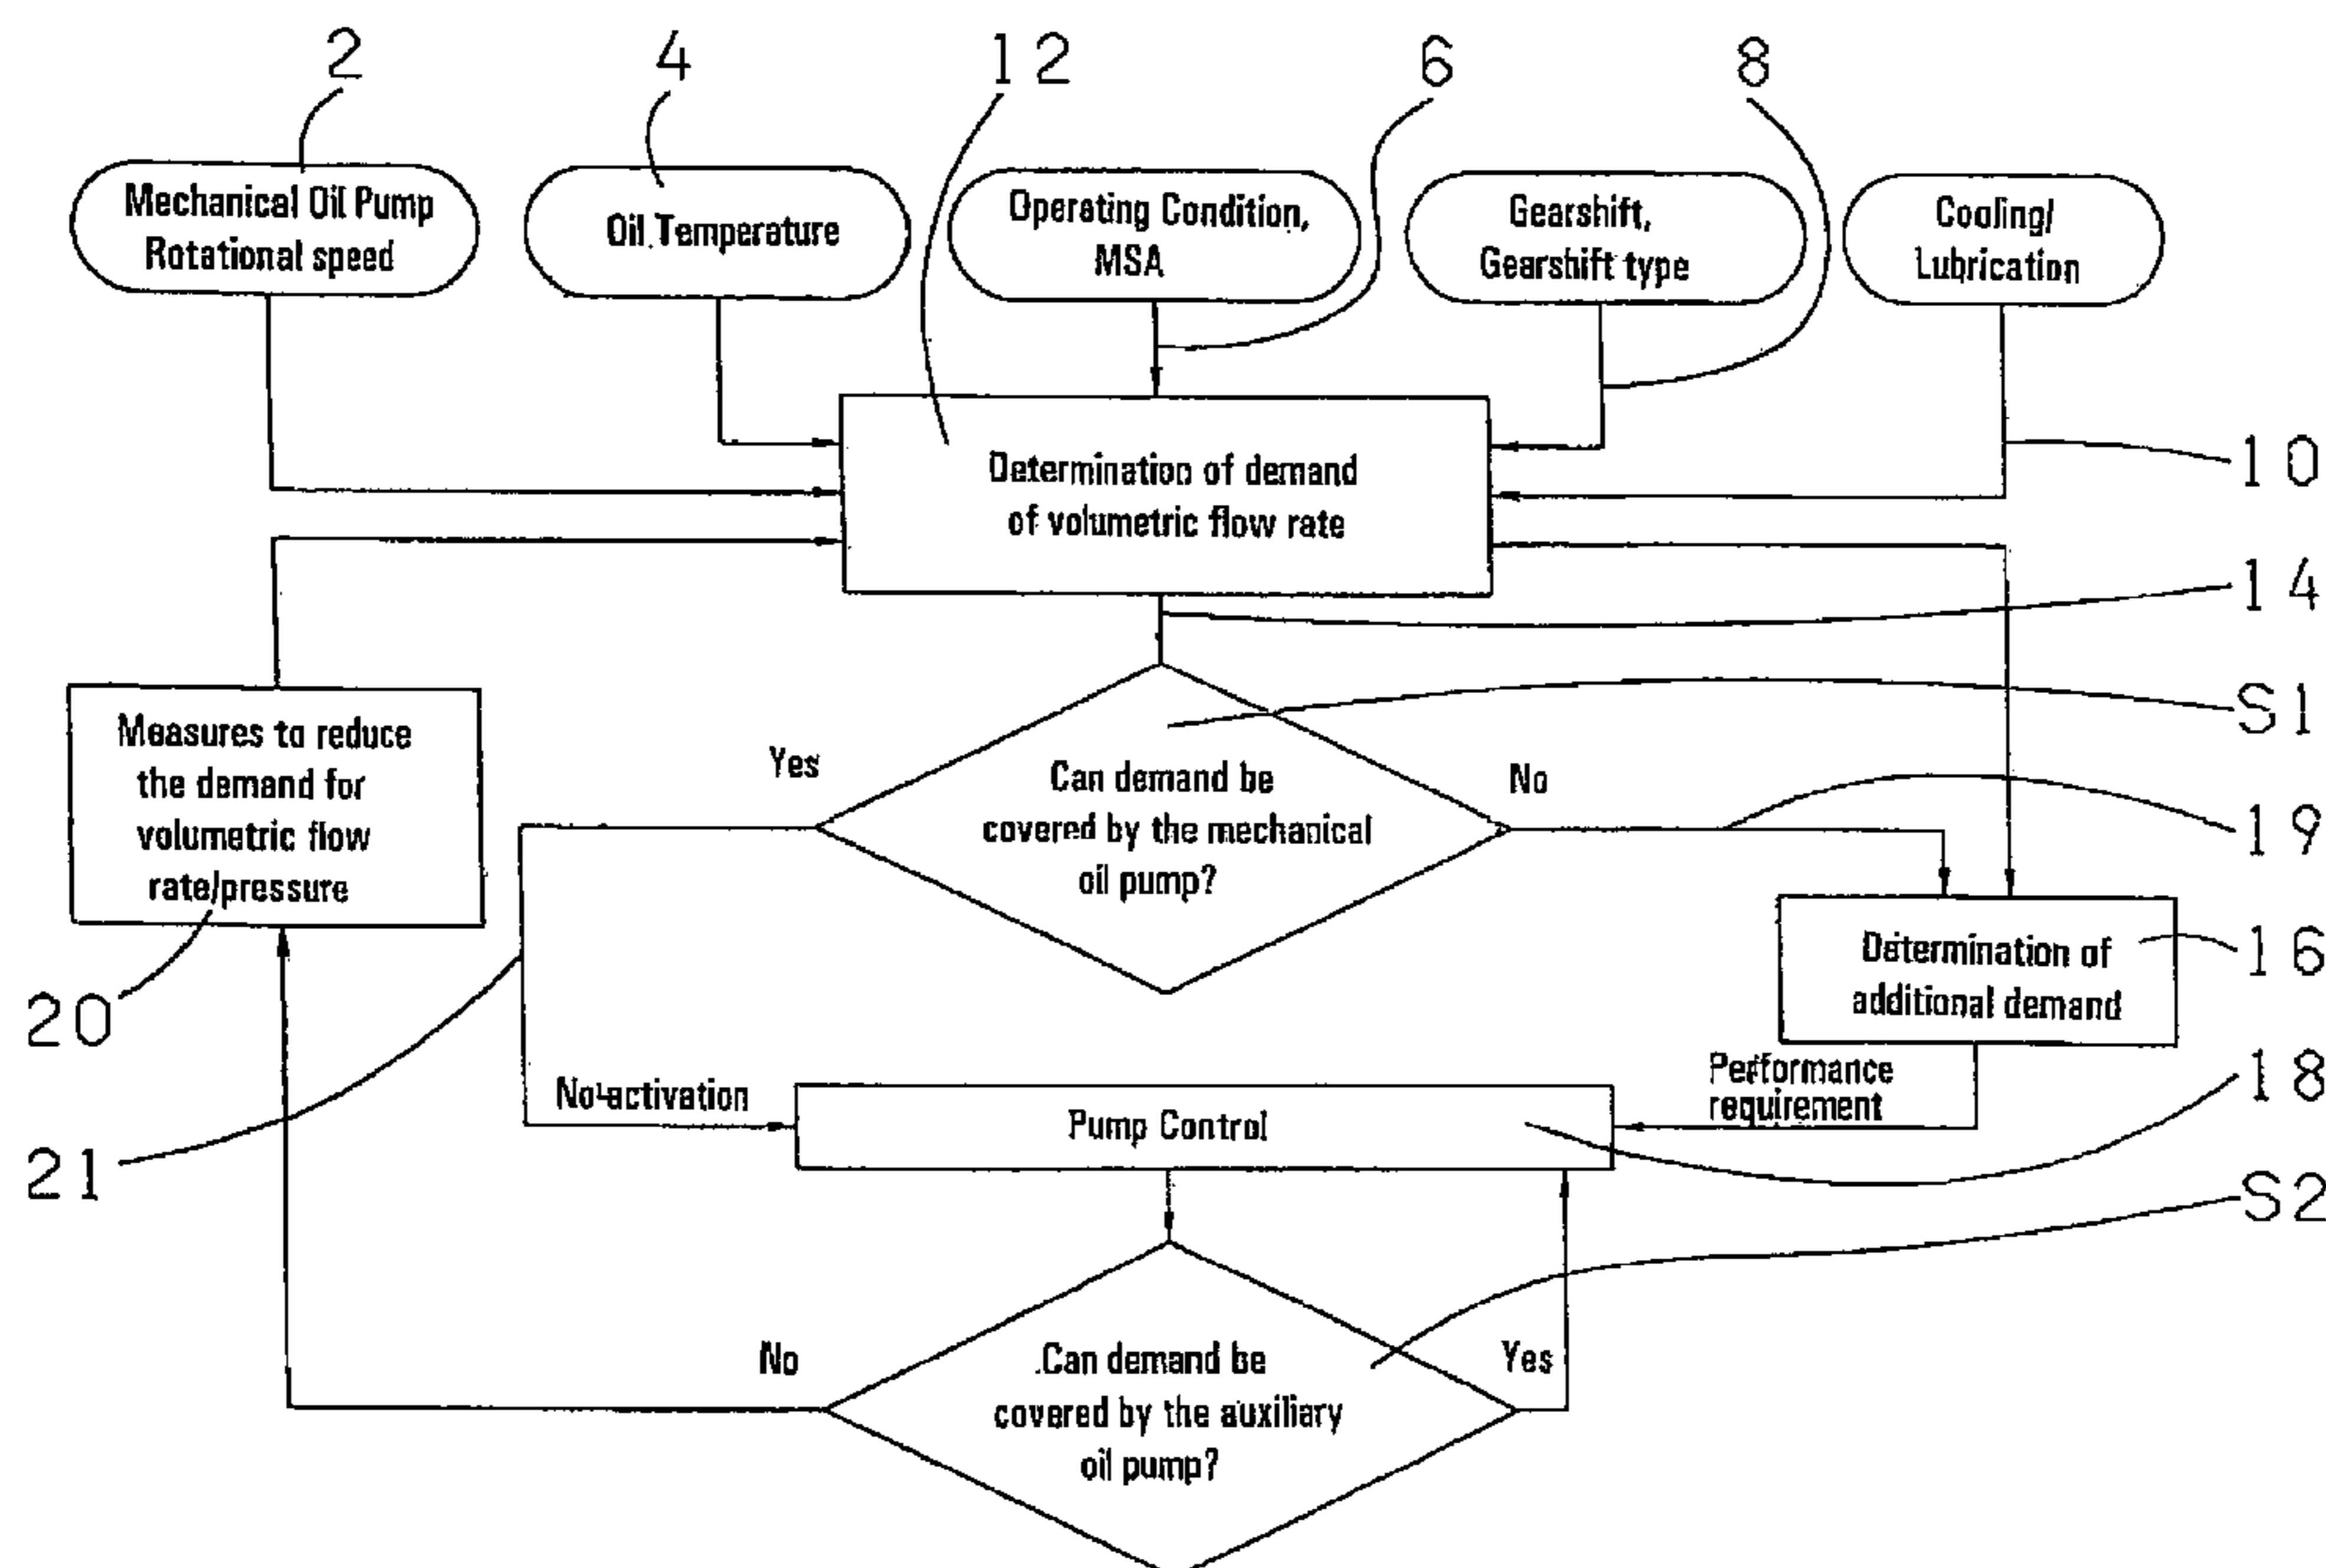 2
4
12
6
8
Mechanical Oil Pump
Rotational speed
Oil Temperature
Operating Condition,
MSA
Gearshift,
Gearshift type
Cooling/
Lubrication
10
Determination of demand
of volumetric flow rate
14
S1
Measures to reduce
the demand for
volumetric flow
rate/pressure
Yes
Can demand be
covered by the mechanical
oil pump?
No
19
16
Determination of
additional demand
20
No-activation
Pump Control
Performance
requirement
18
21
S2
No
Can demand be
covered by the auxiliary
oil pump?
Yes